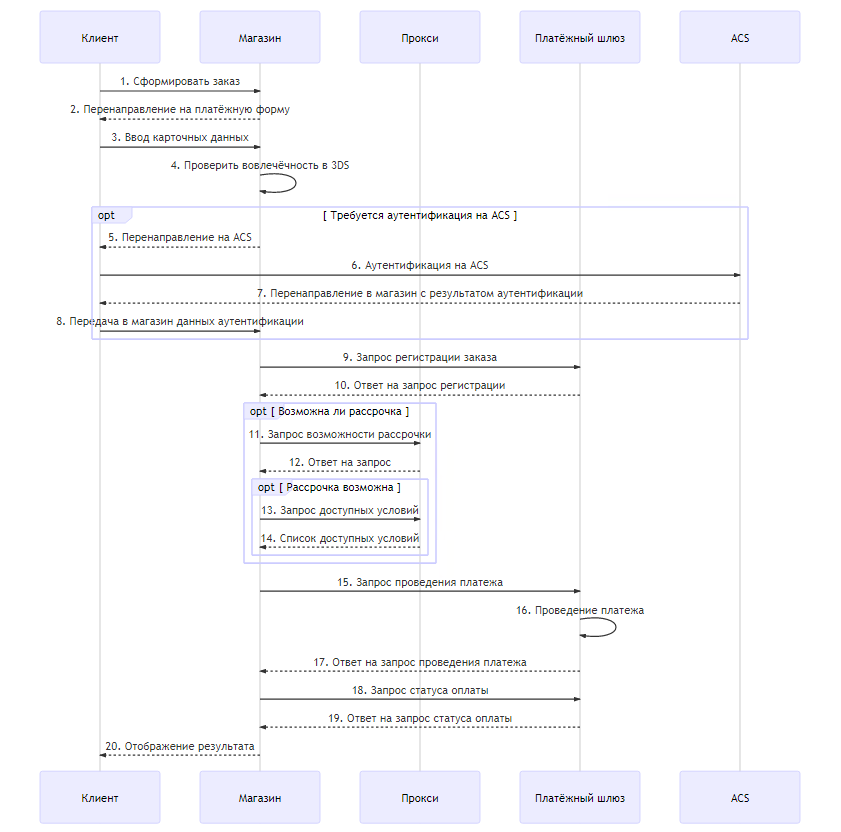 Клиент
Магазин
Прокси
Платёжный шлюз
ACS
1. Сформировать заказ
2. Перенаправление на платёжную форму
3. Ввод карточных данных
4. Проверить вовлечённость в 3DS
opt [ Требуется аутентификация на ACS ]
5. Перенаправление на ACS
6. Аутентификация на ACS
7. Перенаправление в магазин с результатом аутентификации
8. Передача в магазин данных аутентификации
9. Запрос регистрации заказа
10. Ответ на запрос регистрации
opt [ Возможна ли рассрочка ]
11. Запрос возможности рассрочки
12. Ответ на запрос
opt [ Рассрочка возможна ]
13. Запрос доступных условий
14. Список доступных условий
15. Запрос проведения платежа
16. Проведение платежа
17. Ответ на запрос проведения платежа
18. Запрос статуса оплаты
19. Ответ на запрос статуса оплаты
20. Отображение результата
Клиент
Магазин
Прокси
Платёжный шлюз
ACS